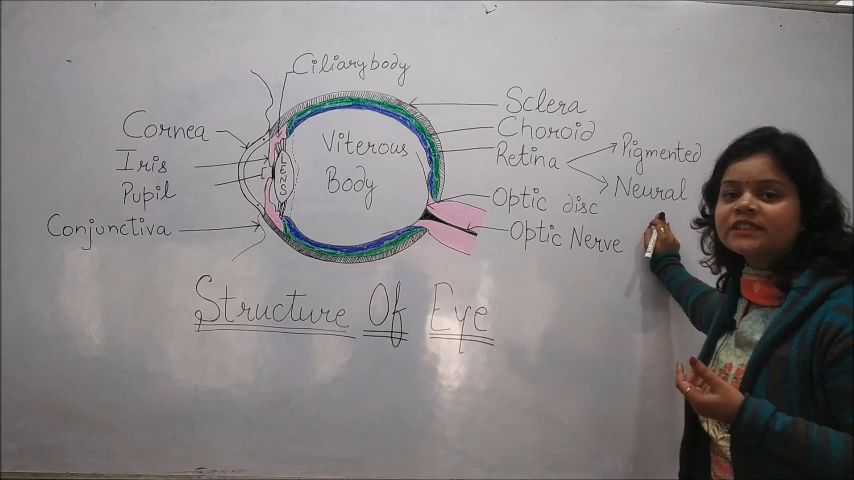 Ciliary body
Cornea
Iris
Pupil
Conjunctiva
LENS
Viterous
Body
Sclera
Choroid
Retina
Pigmented
Neural
Optic disc
Optic Nerve
Structure Of Eye